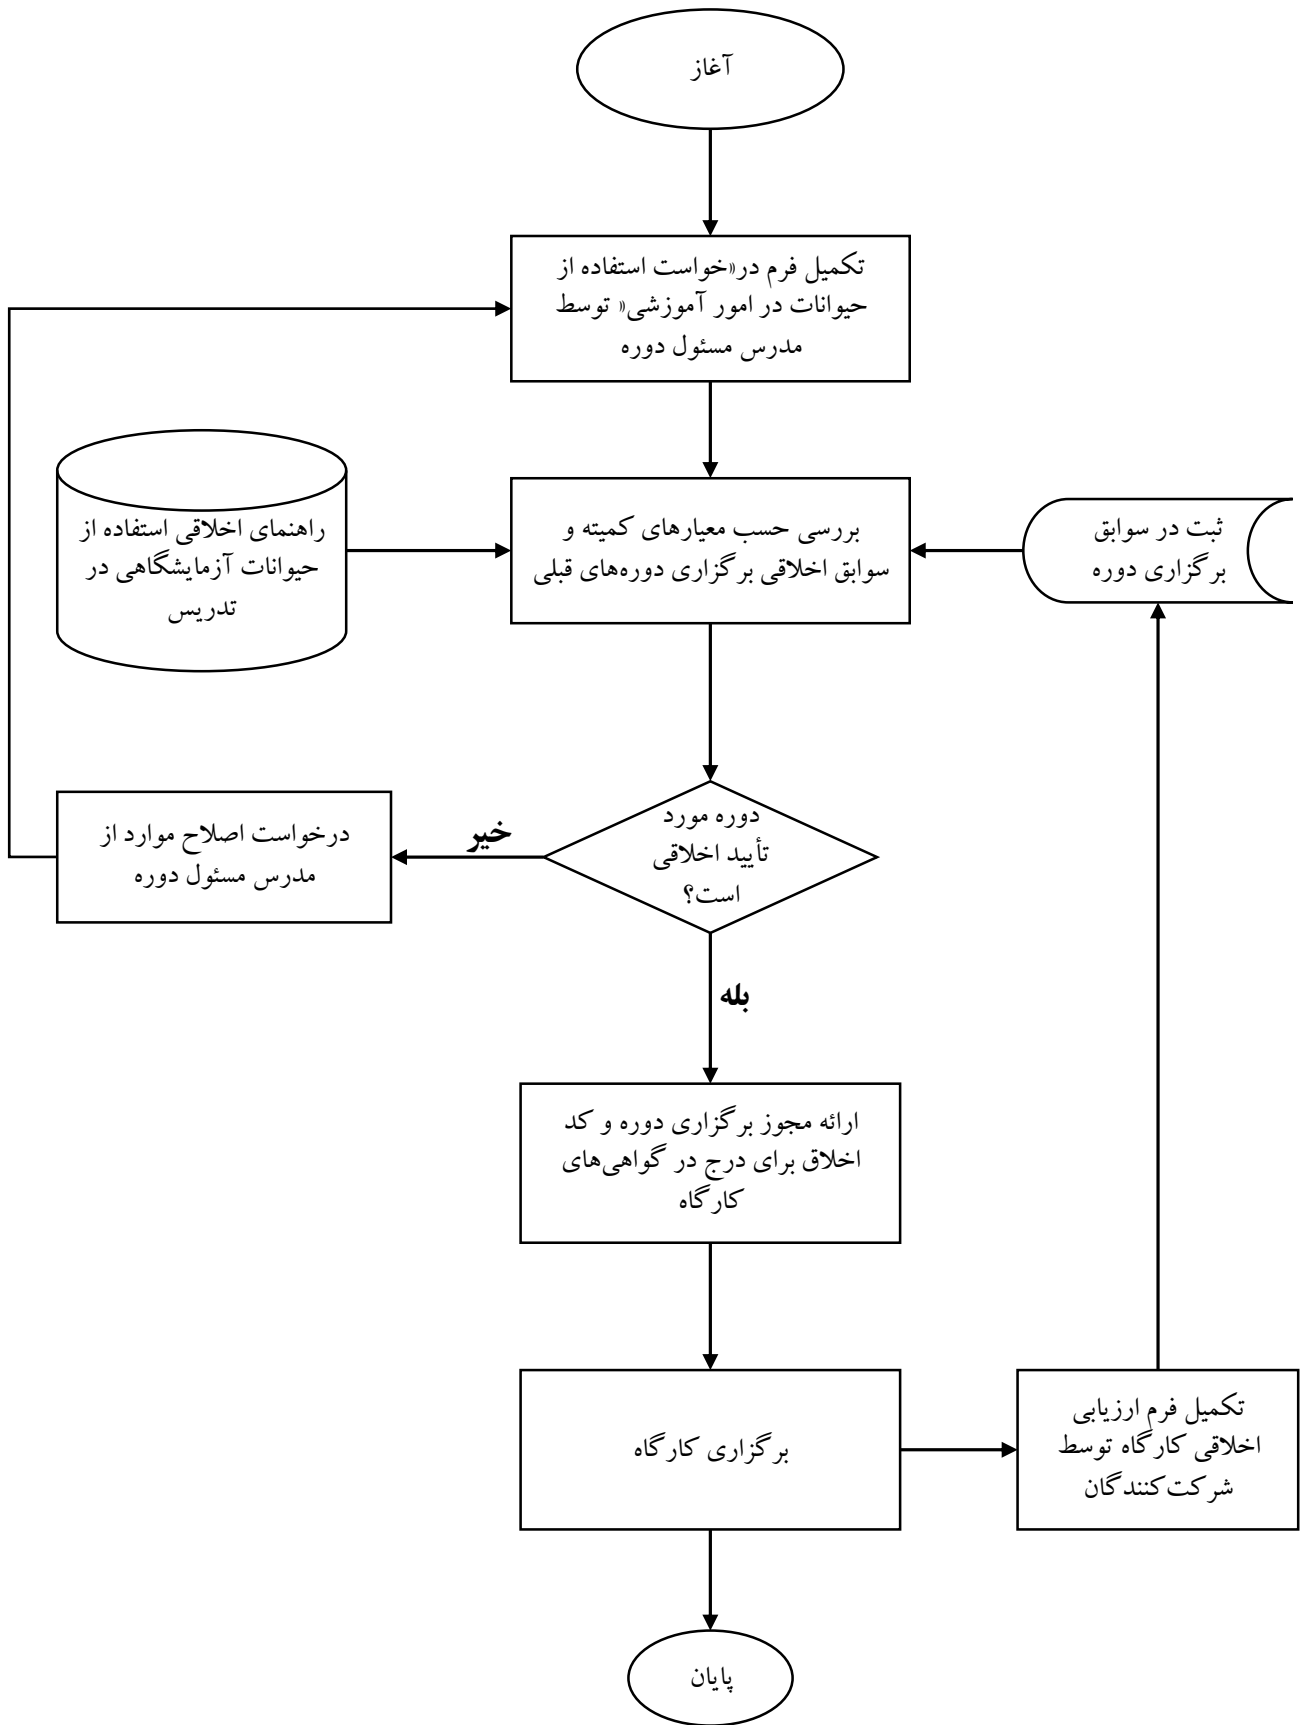 آغاز
تکمیل فرم در«خواست استفاده از
حیوانات در امور آموزشی« توسط
مدرس مسئول دوره
راهنمای اخلاقی استفاده از
حیوانات آزمایشگاهی در
تدریس
بررسی حسب معیارهای کمیته و
سوابق اخلاقی برگزاری دوره‌های قبلی
ثبت در سوابق
برگزاری دوره
دوره مورد
تأیید اخلاقی
است؟
خیر
درخواست اصلاح موارد از
مدرس مسئول دوره
بله
ارائه مجوز برگزاری دوره و کد
اخلاق برای درج در گواهی‌های
کارگاه
برگزاری کارگاه
تکمیل فرم ارزیابی
اخلاقی کارگاه توسط
شرکت‌کنندگان
پایان